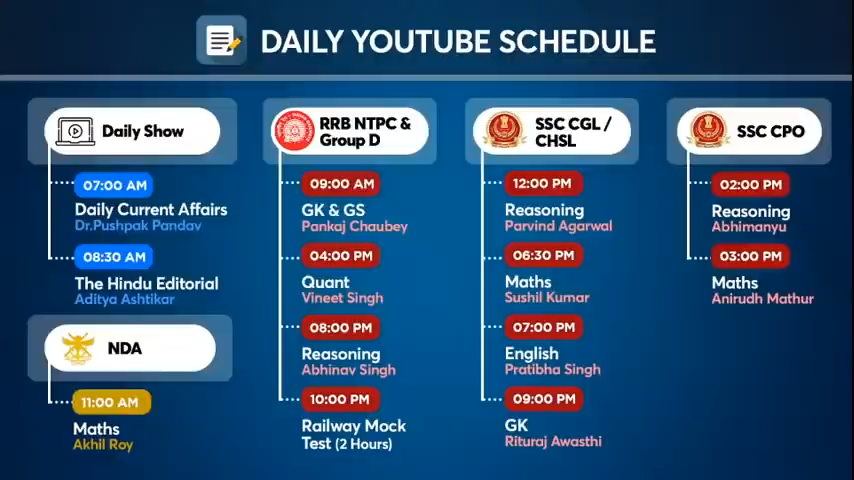 DAILY YOUTUBE SCHEDULE
Daily Show
07:00 AM
Daily Current Affairs
Dr.Pushpak Pandav
08:30 AM
The Hindu Editorial
Aditya Ashtikar
NDA
11:00 AM
Maths
Akhil Roy
RRB NTPC &
Group D
09:00 AM
GK & GS
Pankaj Chaubey
04:00 PM
Quant
Vineet Singh
08:00 PM
Reasoning
Abhinav Singh
10:00 PM
Railway Mock
Test (2 Hours)
SSC CGL /
CHSL
12:00 PM
Reasoning
Parvind Agarwal
06:30 PM
Maths
Sushil Kumar
07:00 PM
English
Pratibha Singh
09:00 PM
GK
Rituraj Awasthi
SSC CPO
02:00 PM
Reasoning
Abhimanyu
03:00 PM
Maths
Anirudh Mathur